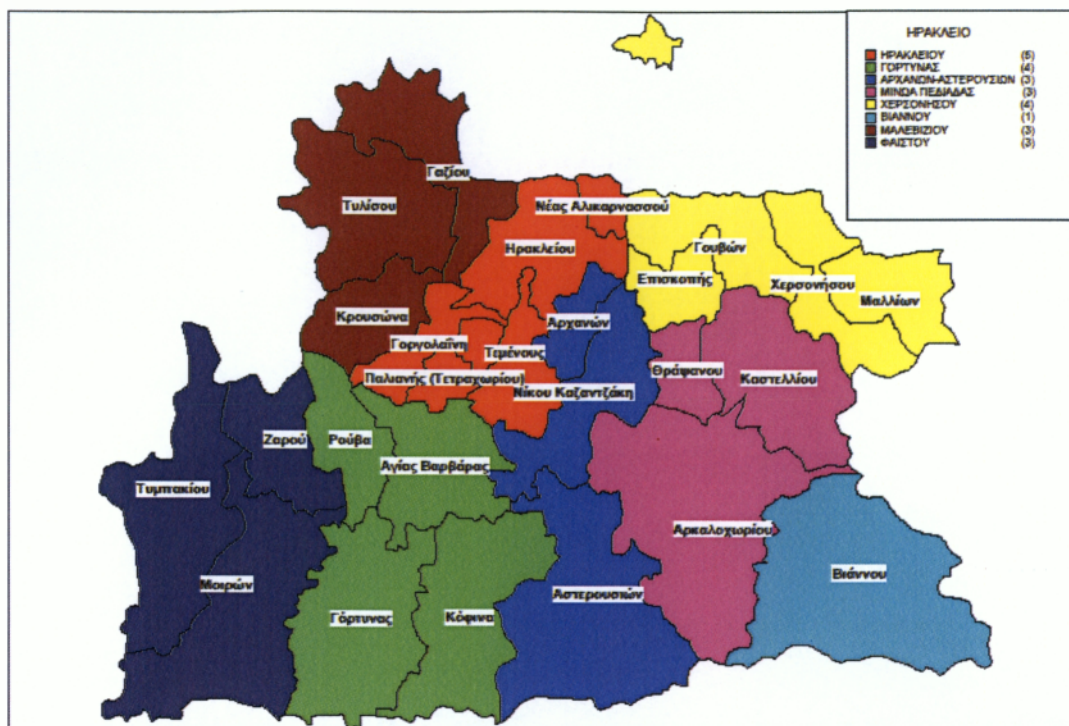 ΗΡΑΚΛΕΙΟ
ΗΡΑΚΛΕΙΟΥ (5)
ΓΟΡΤΥΝΑΣ (4)
ΑΡΧΑΝΩΝ-ΑΣΤΕΡΟΥΣΙΩΝ (3)
ΜΙΝΩΑ ΠΕΔΙΑΔΑΣ (3)
ΧΕΡΣΟΝΗΣΟΥ (4)
ΒΙΑΝΝΟΥ (1)
ΜΑΛΕΒΙΖΙΟΥ (3)
ΦΑΙΣΤΟΥ (3)
Γαζίου
Τυλίσου
Νέας Αλικαρνασσού
Ηρακλείου
Γουβών
Επισκοπής
Χερσονήσου
Μαλλίων
Κρουσώνα
Αρχανών
Γοργολαΐνη
Τεμένους
Θράψανου
Καστελλίου
Παλιανής (Τετραχωρίου)
Νίκου Καζαντζάκη
Ζαρού
Ρούβα
Αγίας Βαρβάρας
Τυμπακίου
Αρκαλοχωρίου
Μοιρών
Βιάννου
Αστερουσιών
Γόρτυνας
Κόφινα